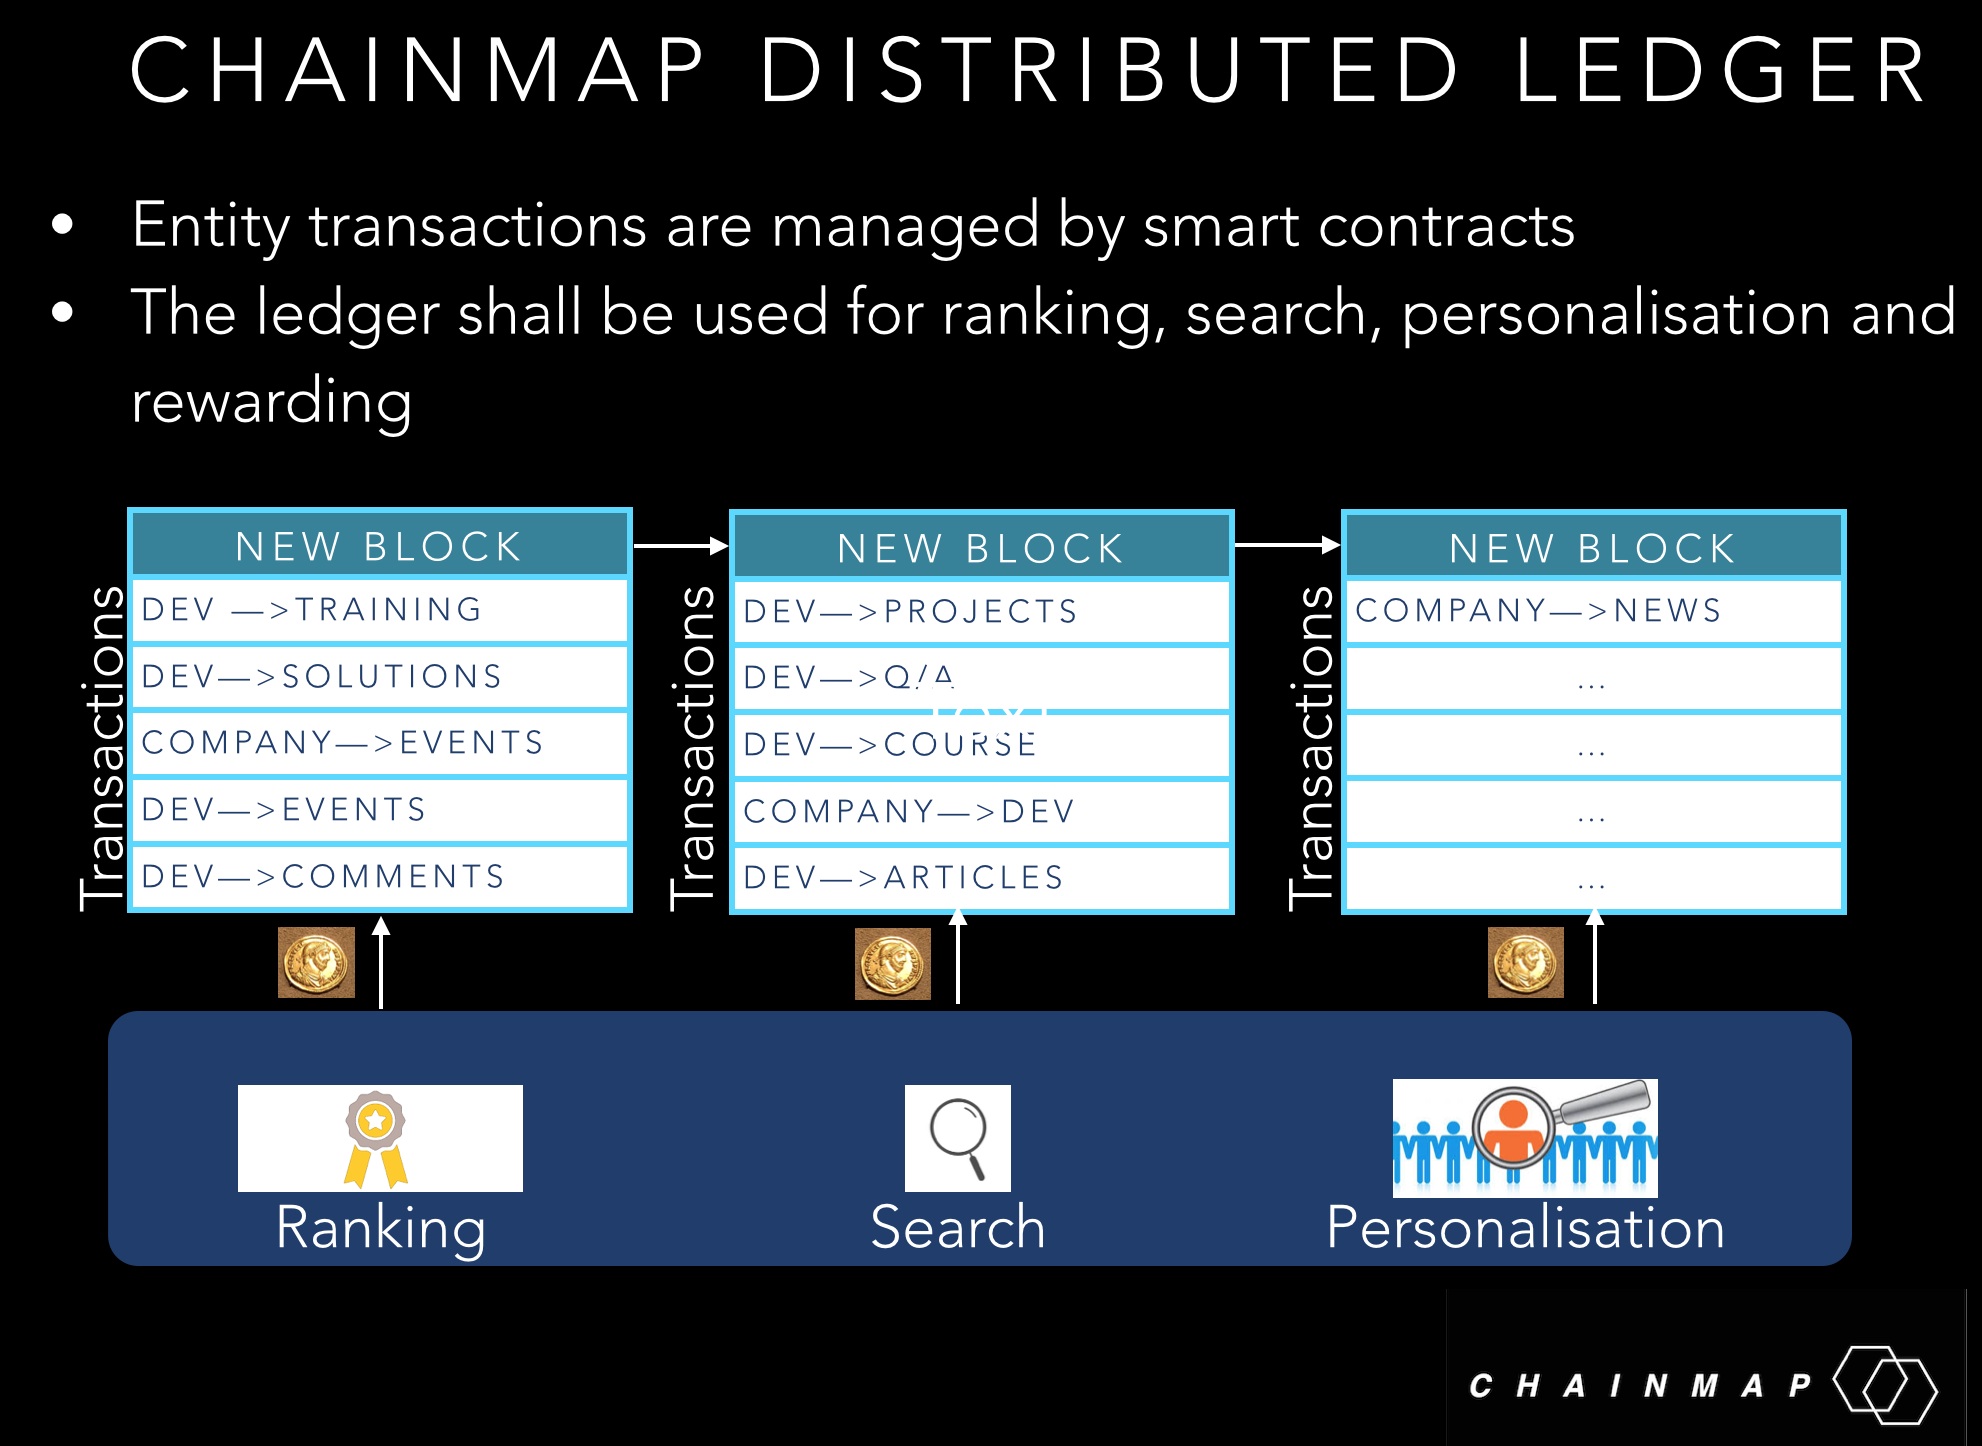 CHAINMAP DISTRIBUTED LEDGER
• Entity transactions are managed by smart contracts
• The ledger shall be used for ranking, search, personalisation and
rewarding
Transactions
NEW BLOCK
DEV —>TRAINING
DEV—>SOLUTIONS
COMPANY—>EVENTS
DEV—>EVENTS
DEV—>COMMENTS
Transactions
NEW BLOCK
DEV—>PROJECTS
DEV—>Q/A
DEV—>COURSE
COMPANY—>DEV
DEV—>ARTICLES
Transactions
NEW BLOCK
COMPANY—>NEWS
...
...
...
...
Ranking
Search
Personalisation
CHAINMAP